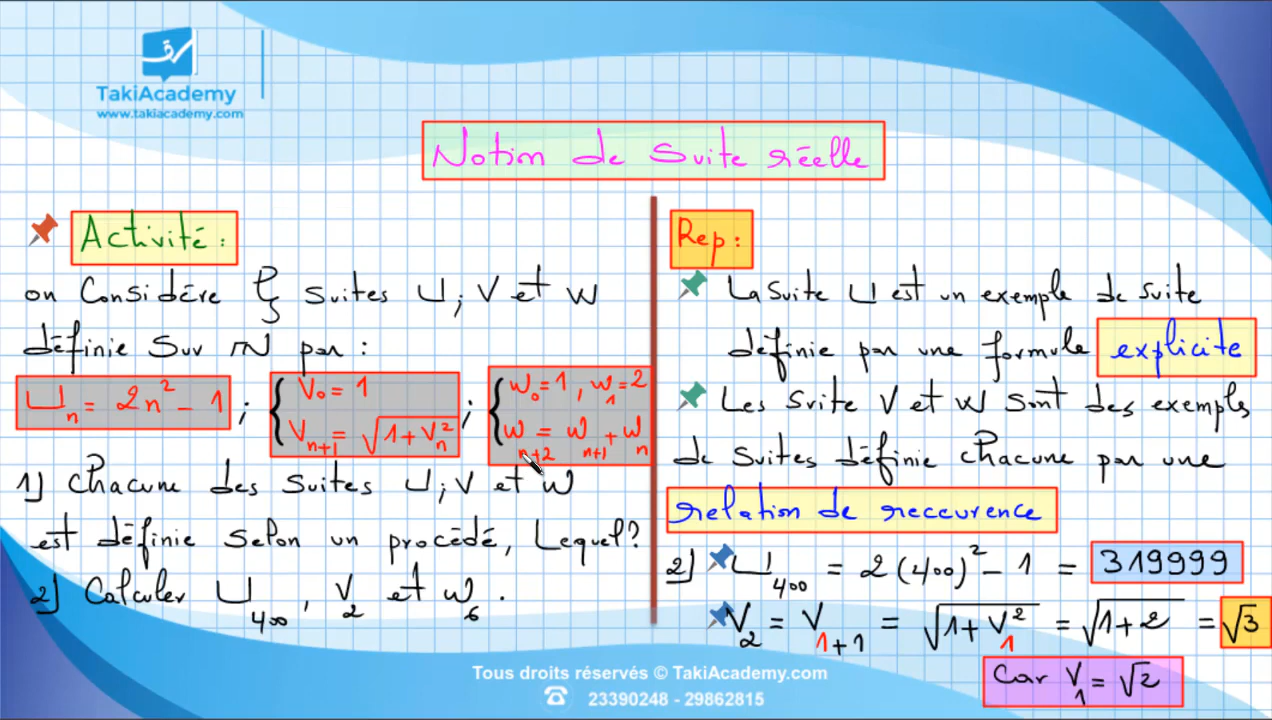 TakiAcademy
www.takiacademy.com
Notion de suite réelle
Activité :
on Considère suites U ; V et W
définie sur IN par :
Uₙ = 2n² - 1 ; { V₀ = 1 ; { W₀ = 1 , W₁ = 2
Vₙ₊₁ = √(1 + Vₙ²) Wₙ₊₂ = Wₙ₊₁ + Wₙ
1) Chacune des suites U ; V et W
est définie selon un procédé, Lequel ?
2) Calculer U₄₀₀ , V₂ et W₆ .
Rep :
La suite U est un exemple de suite
définie par une formule explicite
Les suite V et W sont des exemples
de suites définie chacune par une
relation de reccurence
2) U₄₀₀ = 2(400)² - 1 = 319999
V₂ = V₁₊₁ = √(1 + V₁²) = √(1+2) = √3
Car V₁ = √2
Tous droits réservés © TakiAcademy.com
23390248 - 29862815